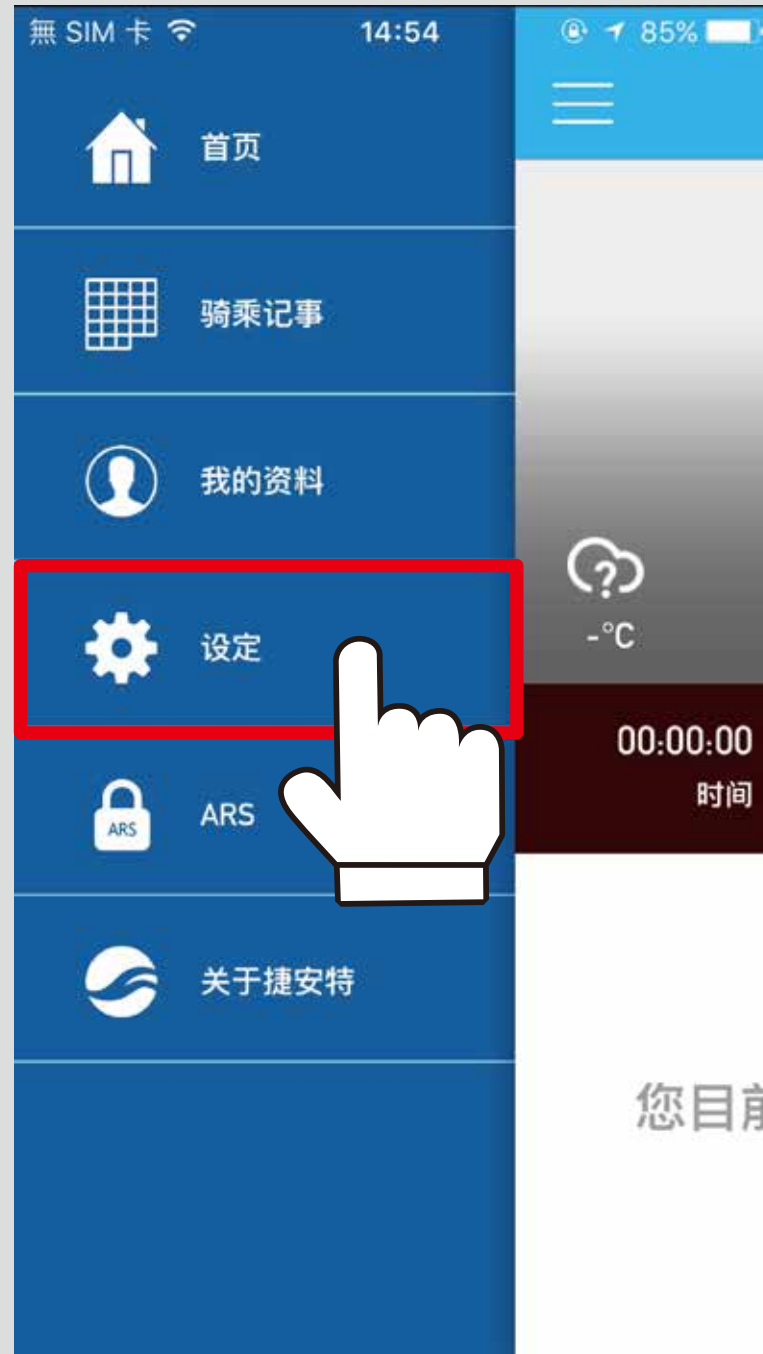 無 SIM 卡
14:54
85%
首页
骑乘记事
我的资料
设定
-°C
00:00:00
时间
ARS
ARS
关于捷安特
您目前